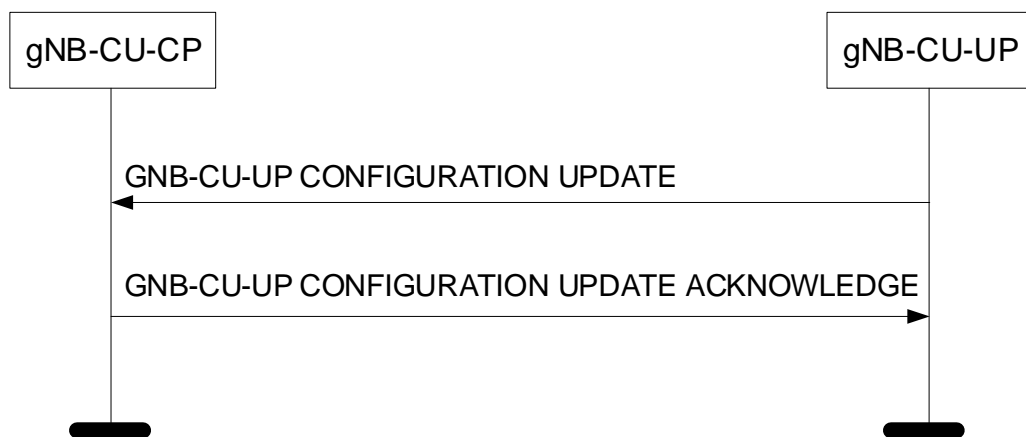 gNB-CU-CP
gNB-CU-UP
GNB-CU-UP CONFIGURATION UPDATE
GNB-CU-UP CONFIGURATION UPDATE ACKNOWLEDGE